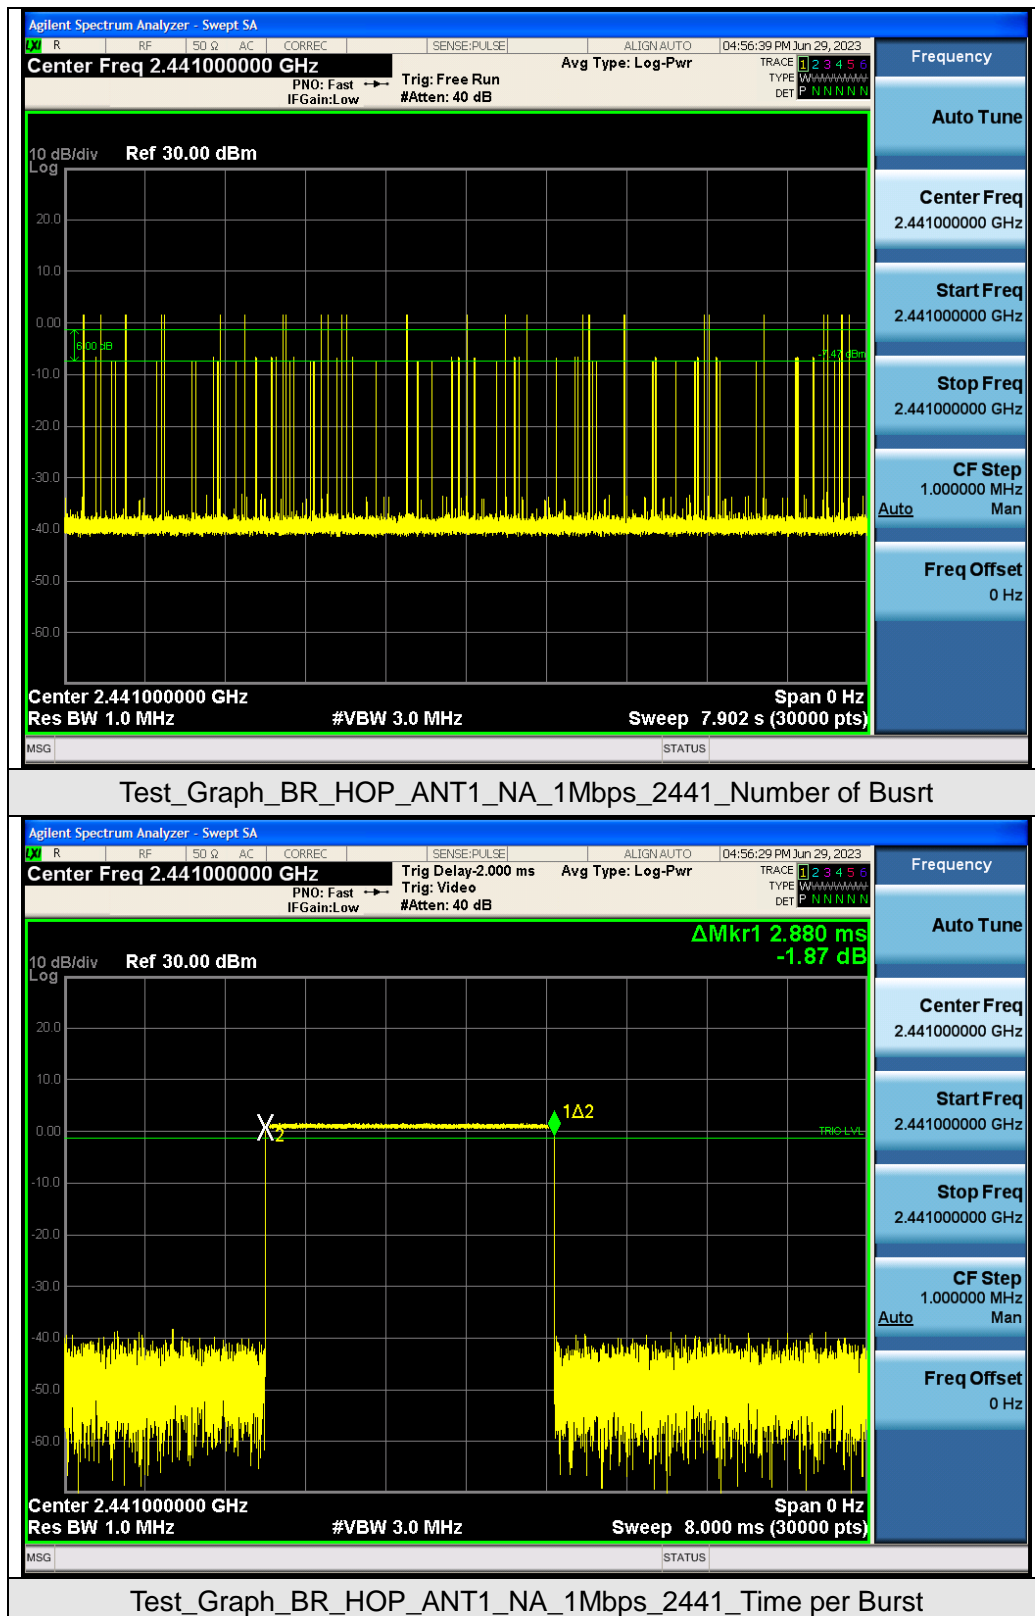 Agilent Spectrum Analyzer - Swept SA
LXI R RF 50 Ω AC CORREC SENSE:PULSE ALIGN AUTO 04:56:39 PM Jun 29, 2023
Center Freq 2.441000000 GHz
PNO: Fast
IFGain:Low
Trig: Free Run
#Atten: 40 dB
Avg Type: Log-Pwr
TRACE 1 2 3 4 5 6
TYPE
DET P N N N N N
10 dB/div Ref 30.00 dBm
Log
20.0
10.0
0.00
6.00 dB
-7.47 dBm
-10.0
-20.0
-30.0
-40.0
-50.0
-60.0
Center 2.441000000 GHz Span 0 Hz
Res BW 1.0 MHz #VBW 3.0 MHz Sweep 7.902 s (30000 pts)
MSG STATUS
Frequency
Auto Tune
Center Freq
2.441000000 GHz
Start Freq
2.441000000 GHz
Stop Freq
2.441000000 GHz
CF Step
1.000000 MHz
Auto Man
Freq Offset
0 Hz
Test_Graph_BR_HOP_ANT1_NA_1Mbps_2441_Number of Busrt
Agilent Spectrum Analyzer - Swept SA
LXI R RF 50 Ω AC CORREC SENSE:PULSE ALIGN AUTO 04:56:29 PM Jun 29, 2023
Center Freq 2.441000000 GHz
PNO: Fast
IFGain:Low
Trig Delay-2.000 ms
Trig: Video
#Atten: 40 dB
Avg Type: Log-Pwr
TRACE 1 2 3 4 5 6
TYPE
DET P N N N N N
ΔMkr1 2.880 ms
-1.87 dB
10 dB/div Ref 30.00 dBm
Log
20.0
10.0
0.00
1Δ2
2
TRIG LVL
-10.0
-20.0
-30.0
-40.0
-50.0
-60.0
Center 2.441000000 GHz Span 0 Hz
Res BW 1.0 MHz #VBW 3.0 MHz Sweep 8.000 ms (30000 pts)
MSG STATUS
Frequency
Auto Tune
Center Freq
2.441000000 GHz
Start Freq
2.441000000 GHz
Stop Freq
2.441000000 GHz
CF Step
1.000000 MHz
Auto Man
Freq Offset
0 Hz
Test_Graph_BR_HOP_ANT1_NA_1Mbps_2441_Time per Burst